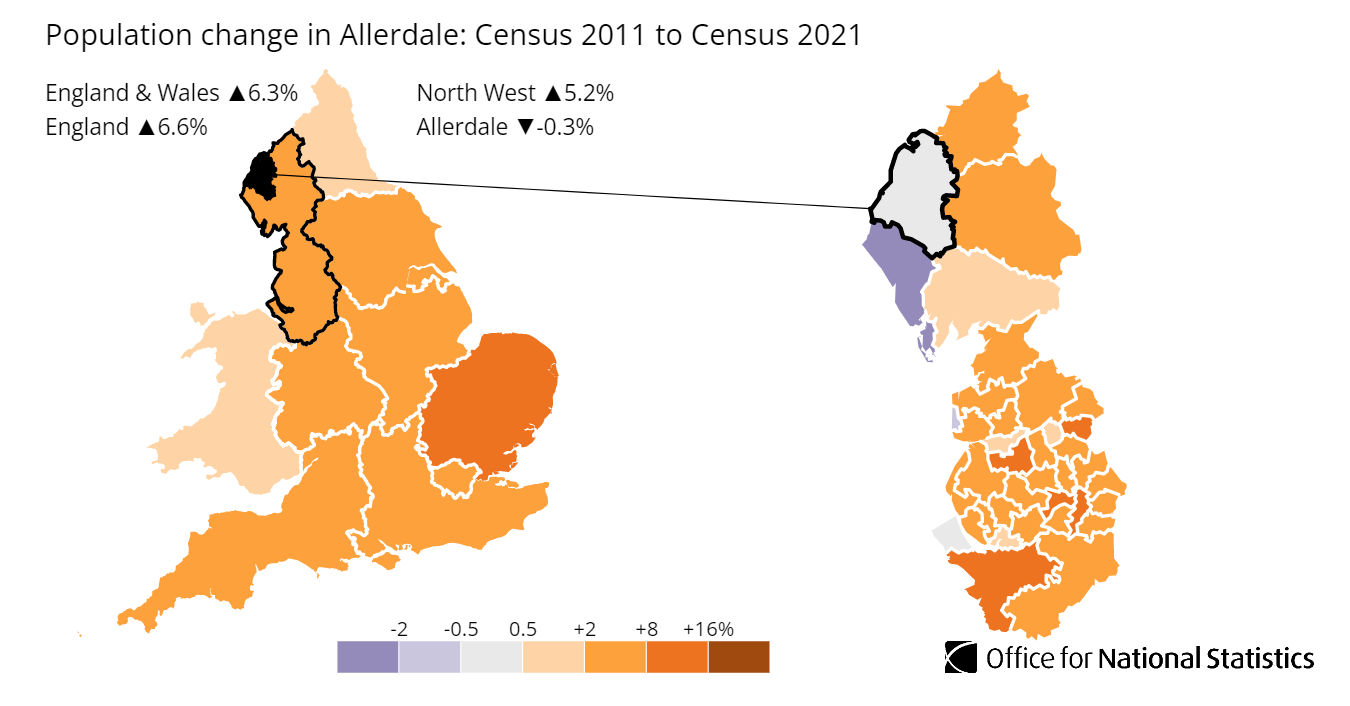 Population change in Allerdale: Census 2011 to Census 2021
England & Wales ▲6.3%
North West ▲5.2%
England ▲6.6%
Allerdale ▼-0.3%
-2 -0.5 0.5 +2 +8 +16%
Office for National Statistics